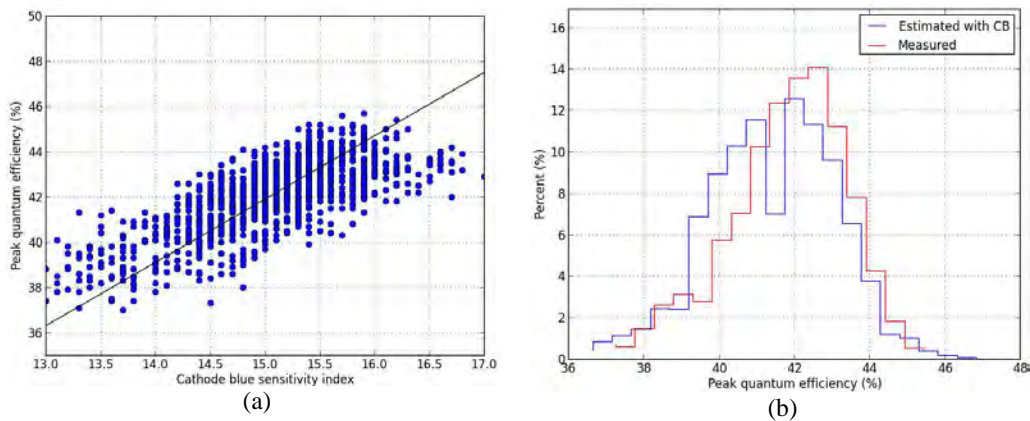 50
48
46
44
42
40
38
36
Peak quantum efficiency (%)
13.0 13.5 14.0 14.5 15.0 15.5 16.0 16.5 17.0
Cathode blue sensitivity index
(a)
Estimated with CB
Measured
16
14
12
10
8
6
4
2
0
Percent (%)
36 38 40 42 44 46 48
Peak quantum efficiency (%)
(b)